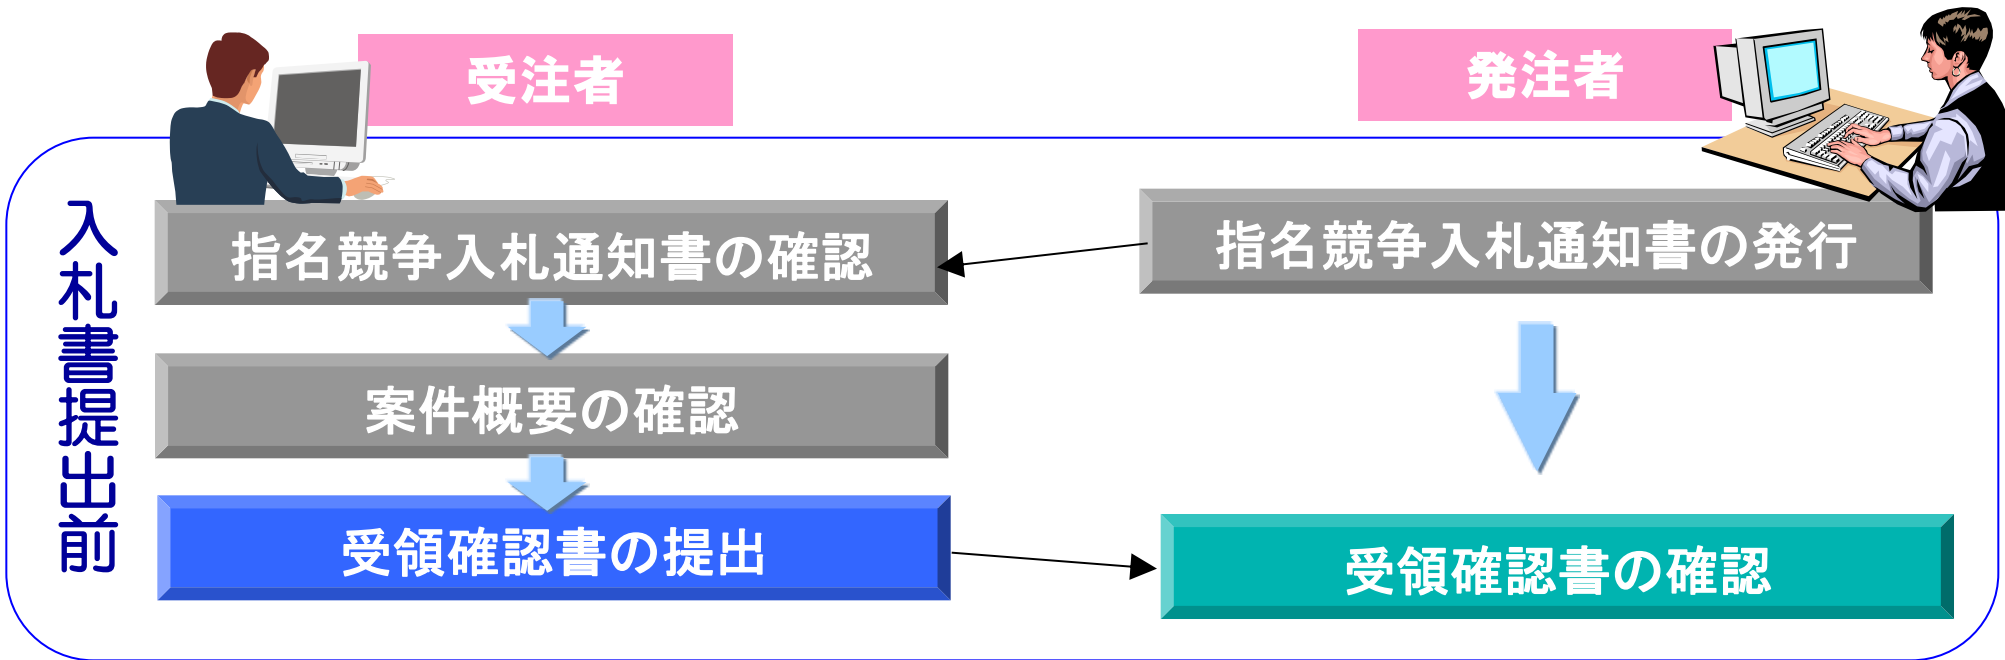 受注者
発注者
入札書提出前
指名競争入札通知書の確認
指名競争入札通知書の発行
案件概要の確認
受領確認書の提出
受領確認書の確認